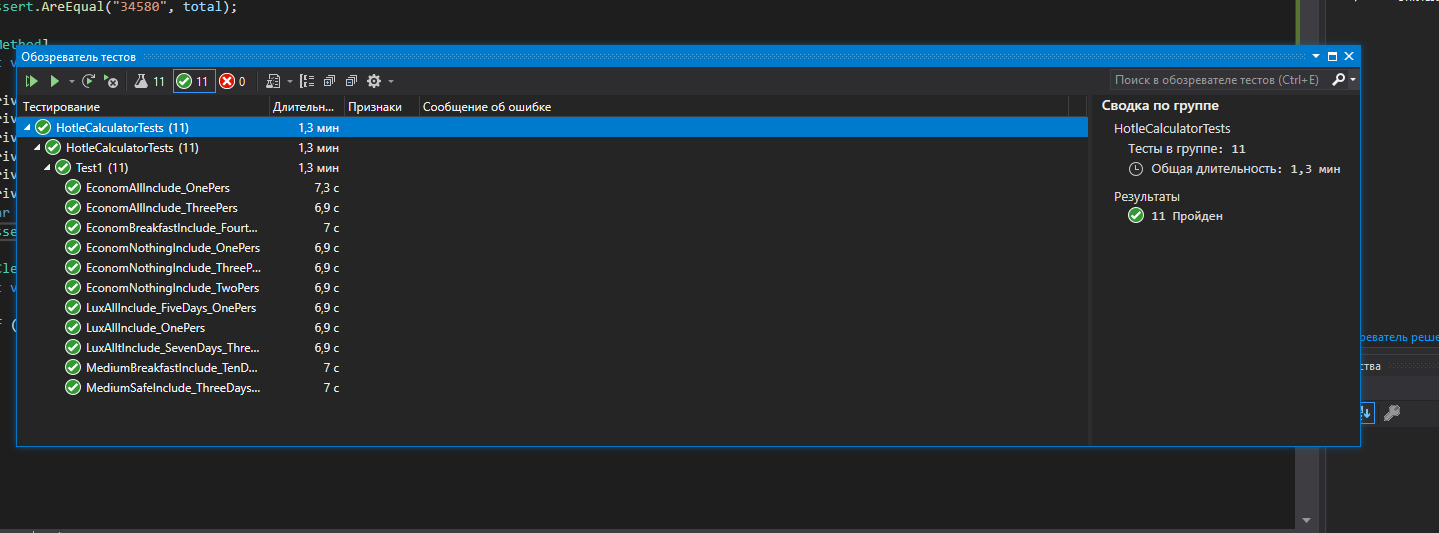 ssert.AreEqual("34580", total);
Method]
Обозреватель тестов
11 11 0
Поиск в обозревателе тестов (Ctrl+E)
Тестирование Длительн... Признаки Сообщение об ошибке
HotleCalculatorTests (11) 1,3 мин
HotleCalculatorTests (11) 1,3 мин
Test1 (11) 1,3 мин
EconomAllInclude_OnePers 7,3 с
EconomAllInclude_ThreePers 6,9 с
EconomBreakfastInclude_Fourt... 7 с
EconomNothingInclude_OnePers 6,9 с
EconomNothingInclude_ThreeP... 6,9 с
EconomNothingInclude_TwoPers 6,9 с
LuxAllInclude_FiveDays_OnePers 6,9 с
LuxAllInclude_OnePers 6,9 с
LuxAlltInclude_SevenDays_Thre... 6,9 с
MediumBreakfastInclude_TenD... 7 с
MediumSafeInclude_ThreeDays... 7 с
Сводка по группе
HotleCalculatorTests
Тесты в группе: 11
Общая длительность: 1,3 мин
Результаты
11 Пройден
реватель реше
ства